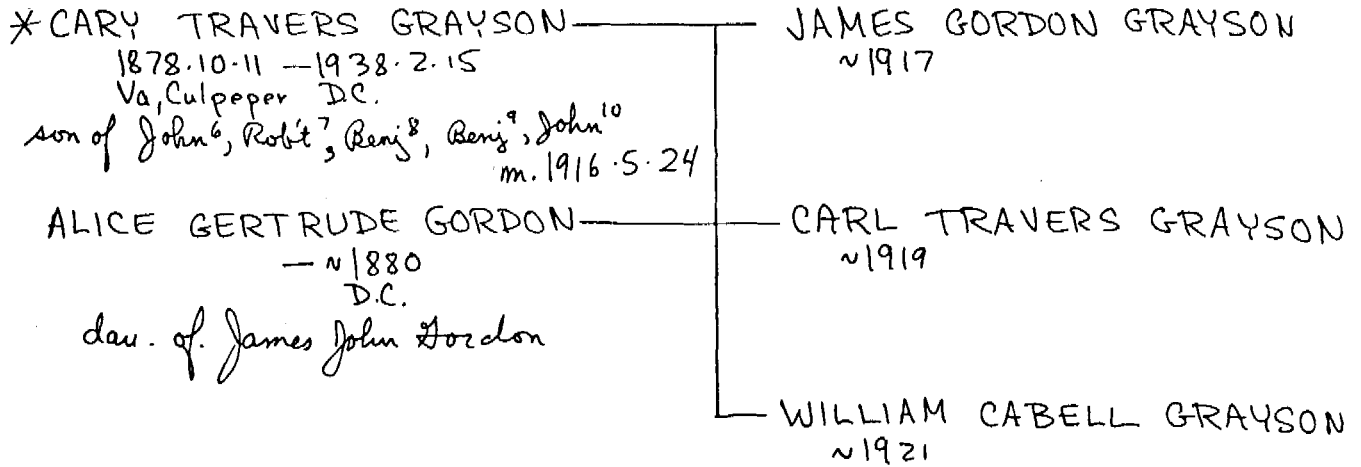 *CARY TRAVERS GRAYSON
1878·10·11 — 1938·2·15
Va, Culpeper D.C.
son of John⁶, Rob't⁷, Benj⁸, Benj⁹, John¹⁰
m. 1916·5·24
ALICE GERTRUDE GORDON
— ~1880
D.C.
dau. of. James John Gordon
JAMES GORDON GRAYSON
~1917
CARL TRAVERS GRAYSON
~1919
WILLIAM CABELL GRAYSON
~1921